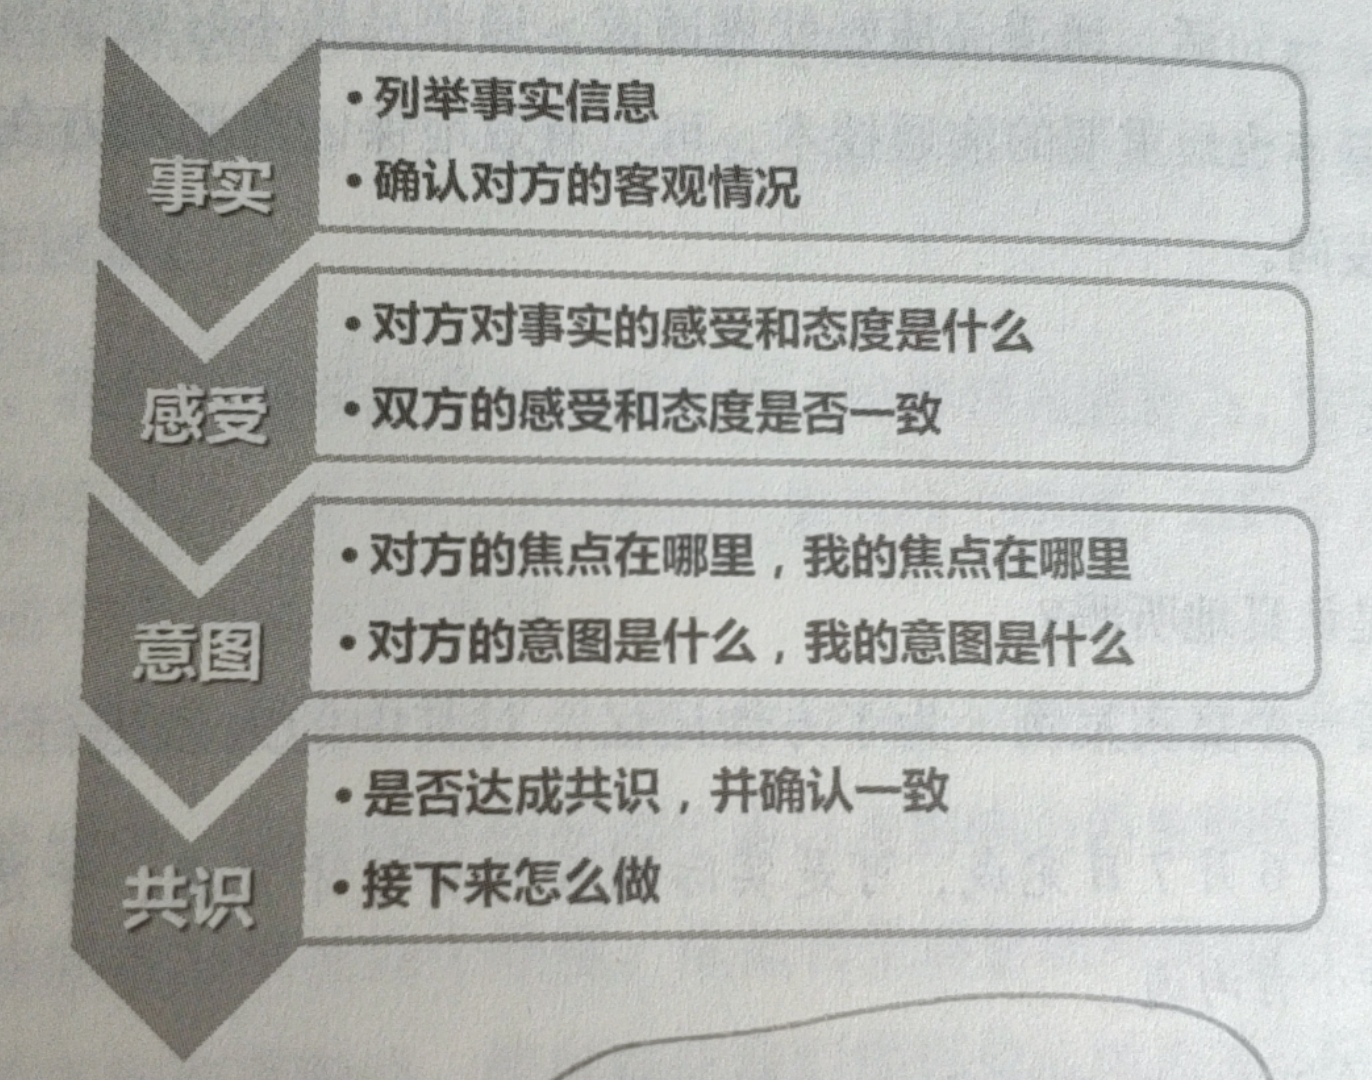 事实
• 列举事实信息
• 确认对方的客观情况
感受
• 对方对事实的感受和态度是什么
• 双方的感受和态度是否一致
意图
• 对方的焦点在哪里，我的焦点在哪里
• 对方的意图是什么，我的意图是什么
共识
• 是否达成共识，并确认一致
• 接下来怎么做